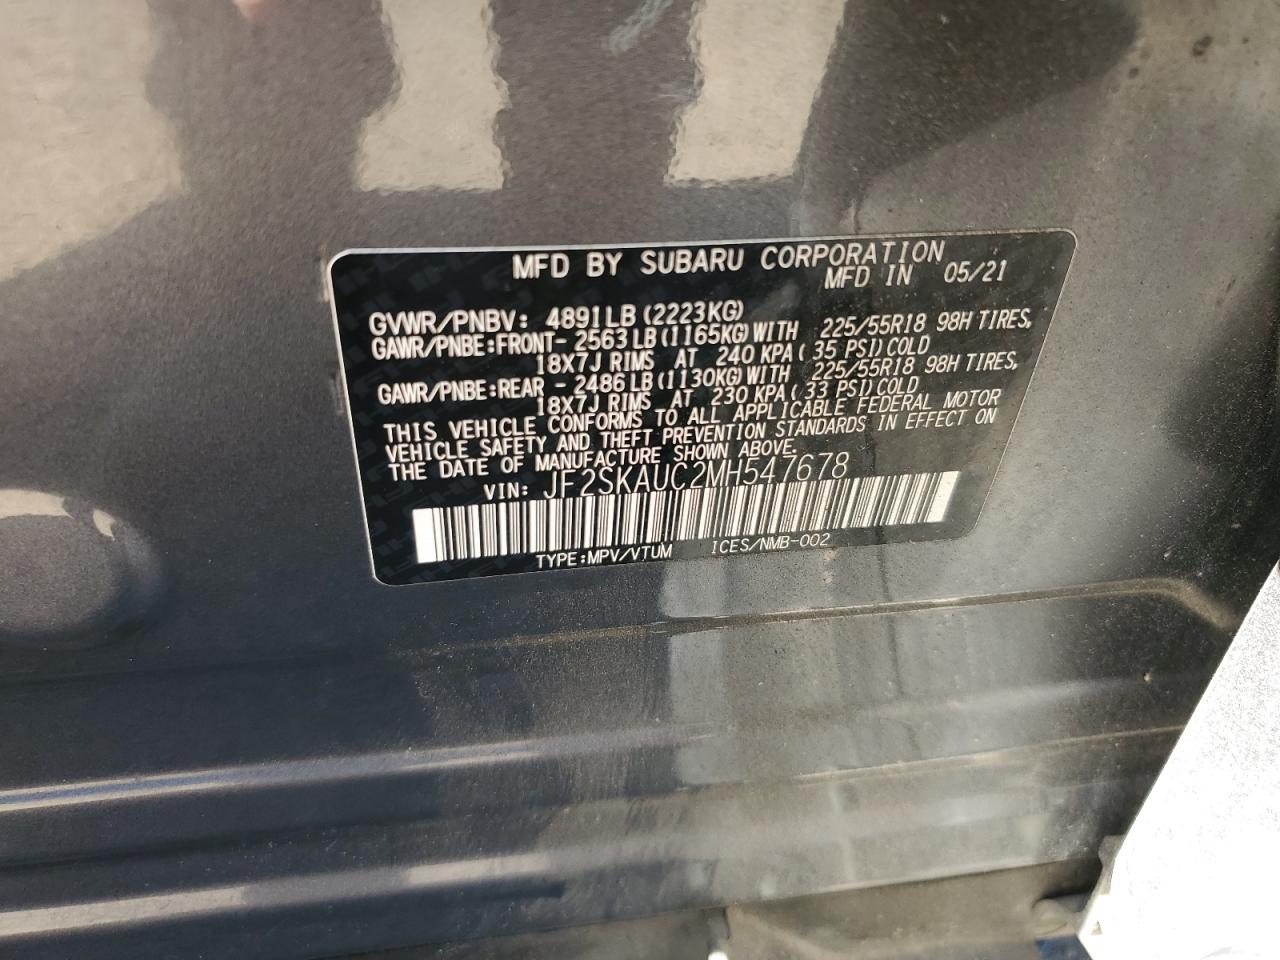 MFD BY SUBARU CORPORATION
MFD IN 05/21
GVWR/PNBV: 4891LB (2223KG)
GAWR/PNBE:FRONT- 2563LB(1165KG)WITH 225/55R18 98H TIRES,
18X7J RIMS AT 240 KPA( 35 PSI)COLD
GAWR/PNBE:REAR - 2486LB(1130KG)WITH 225/55R18 98H TIRES,
18X7J RIMS AT 230 KPA( 33 PSI)COLD
THIS VEHICLE CONFORMS TO ALL APPLICABLE FEDERAL MOTOR
VEHICLE SAFETY AND THEFT PREVENTION STANDARDS IN EFFECT ON
THE DATE OF MANUFACTURE SHOWN ABOVE.
VIN: JF2SKAUC2MH547678
TYPE:MPV/VTUM ICES/NMB-002